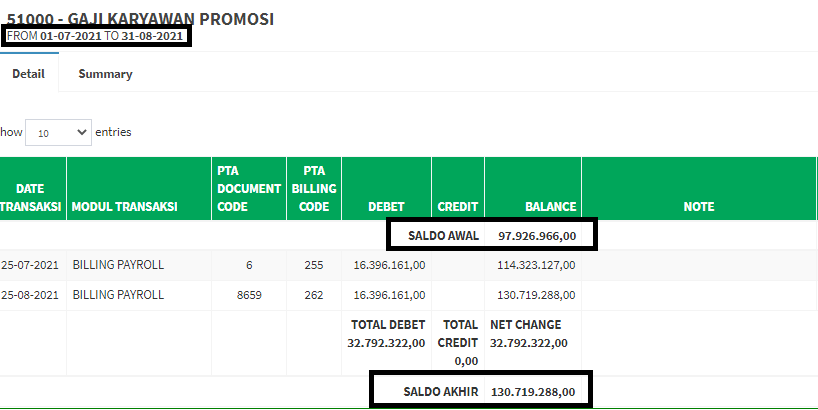 51000 - GAJI KARYAWAN PROMOSI
FROM 01-07-2021 TO 31-08-2021
Detail Summary
how 10 entries
DATE TRANSAKSI MODUL TRANSAKSI PTA DOCUMENT CODE PTA BILLING CODE DEBET CREDIT BALANCE NOTE
SALDO AWAL 97.926.966,00
25-07-2021 BILLING PAYROLL 6 255 16.396.161,00 114.323.127,00
25-08-2021 BILLING PAYROLL 8659 262 16.396.161,00 130.719.288,00
TOTAL DEBET TOTAL NET CHANGE
32.792.322,00 CREDIT 32.792.322,00
0,00
SALDO AKHIR 130.719.288,00